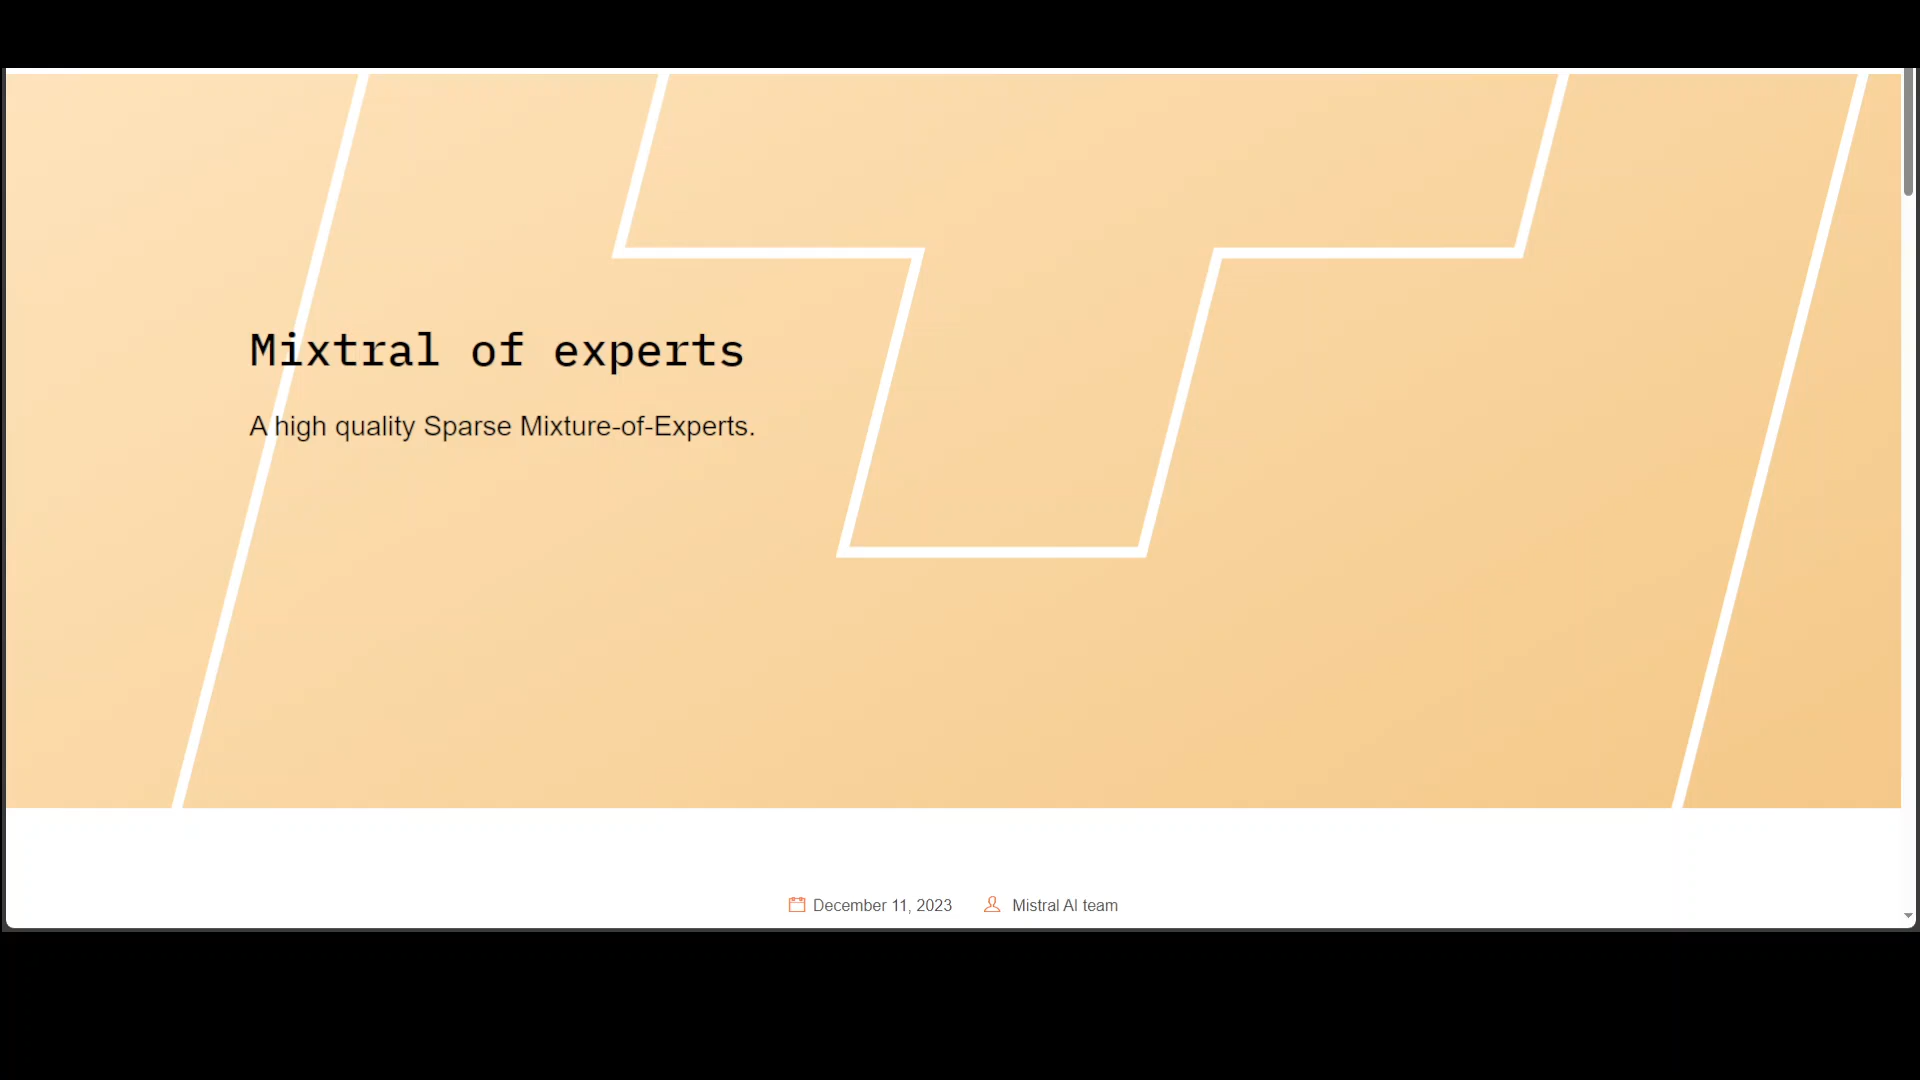 Mixtral of experts
A high quality Sparse Mixture-of-Experts.
December 11, 2023 Mistral AI team